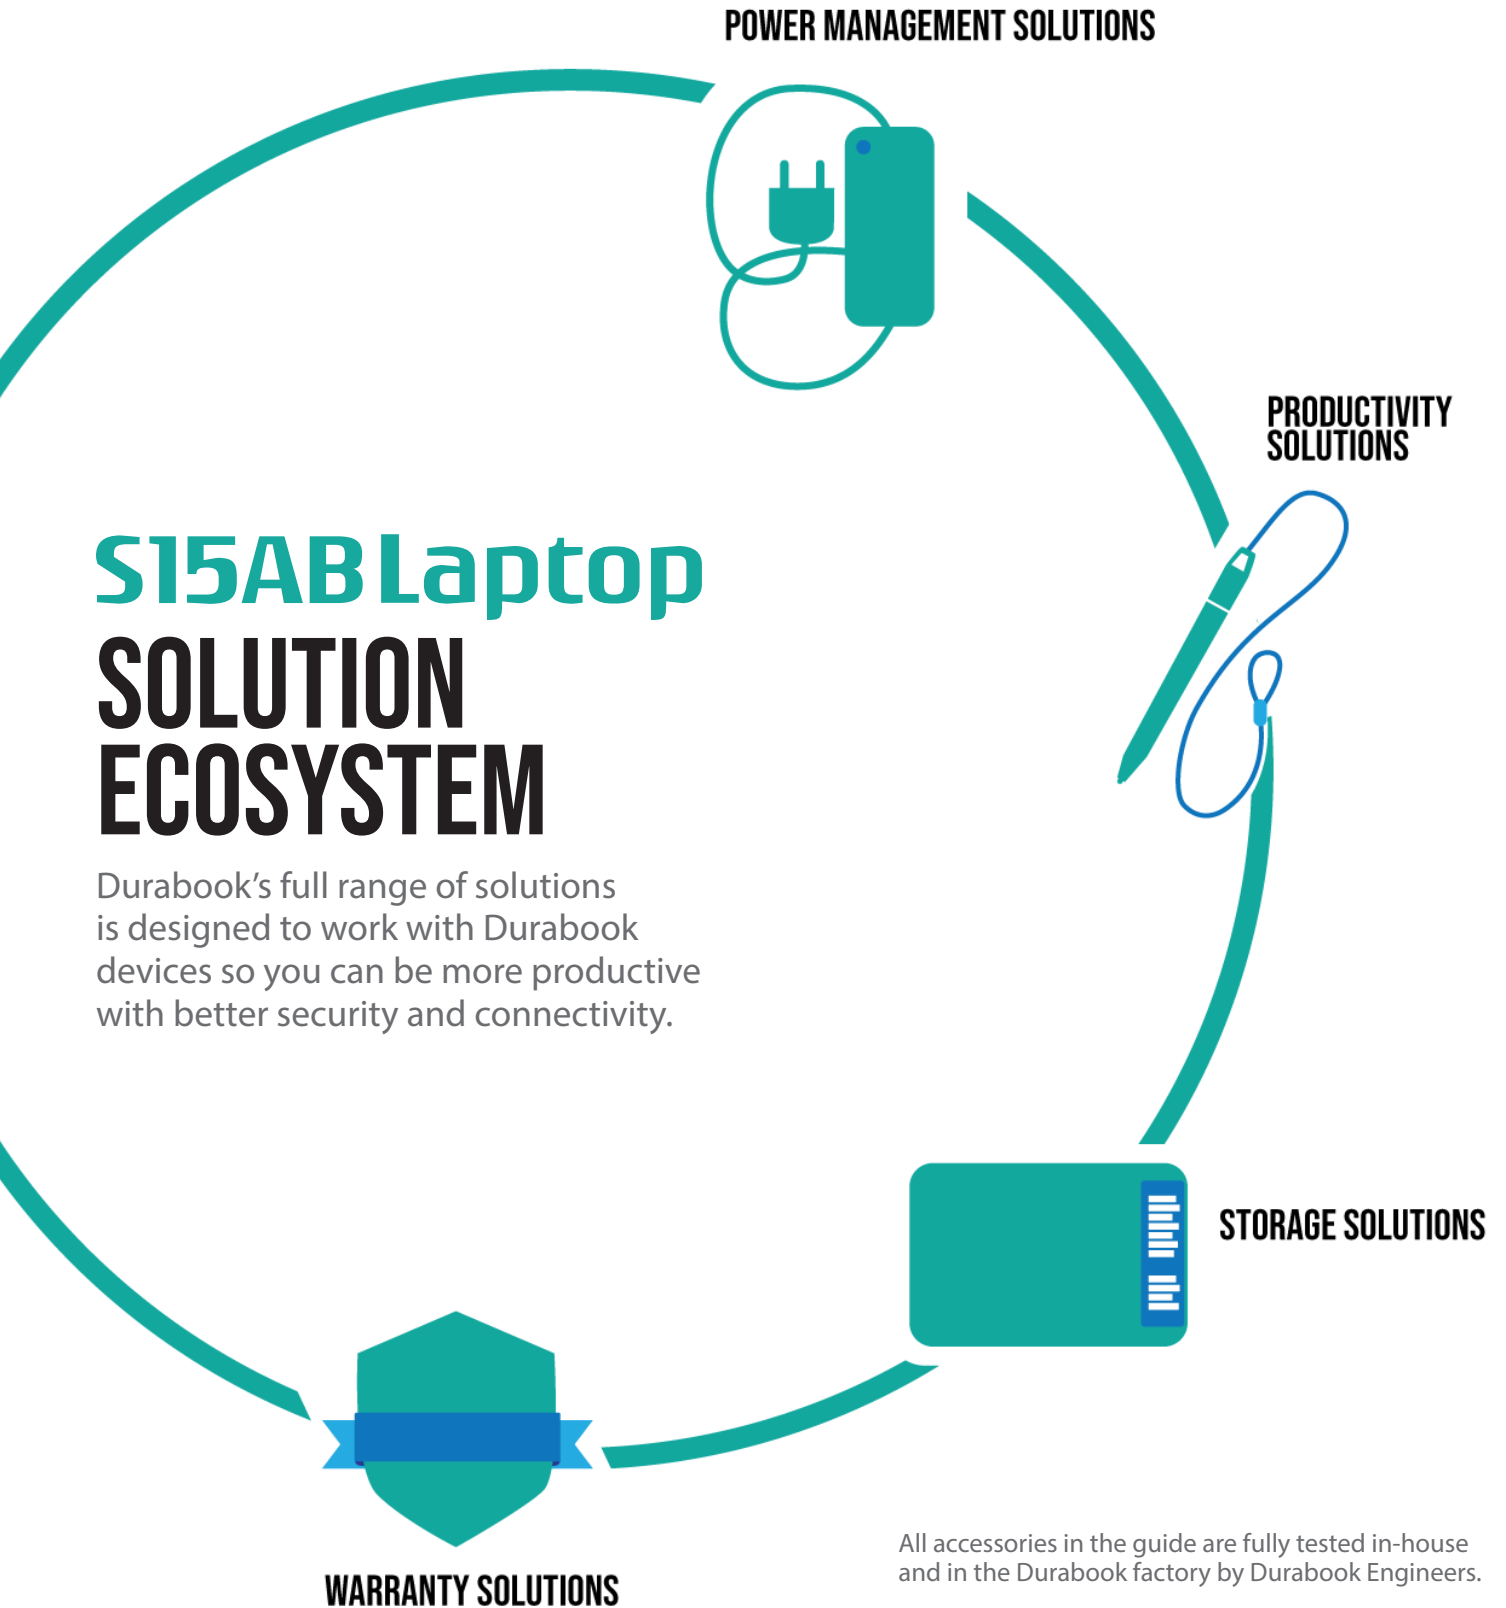 POWER MANAGEMENT SOLUTIONS
PRODUCTIVITY
SOLUTIONS
S15AB Laptop
SOLUTION
ECOSYSTEM
Durabook’s full range of solutions
is designed to work with Durabook
devices so you can be more productive
with better security and connectivity.
STORAGE SOLUTIONS
WARRANTY SOLUTIONS
All accessories in the guide are fully tested in-house
and in the Durabook factory by Durabook Engineers.